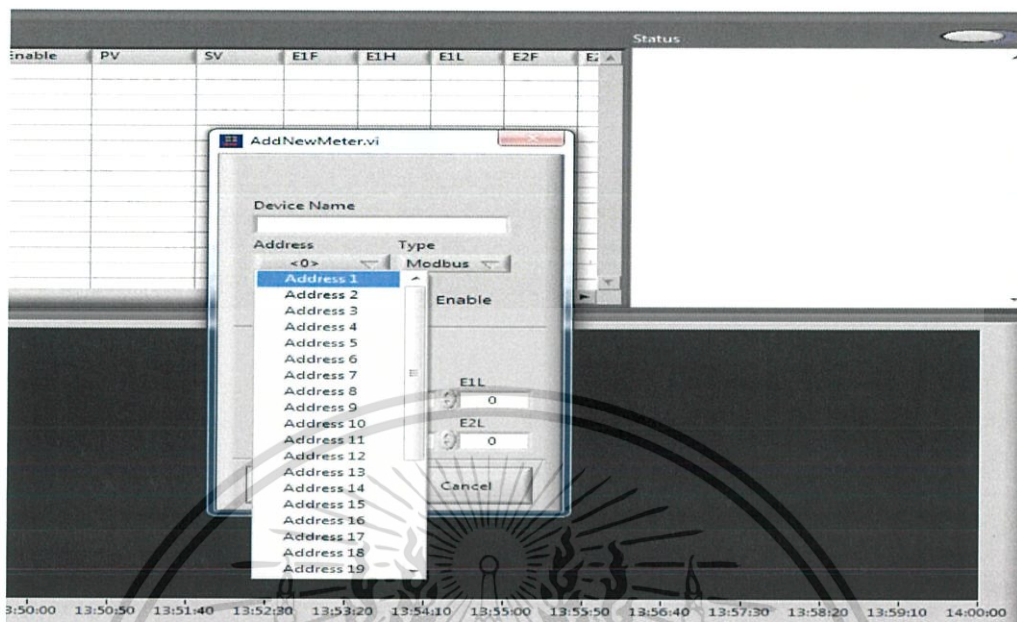 Status
Enable PV SV E1F E1H E1L E2F
AddNewMeter.vi
Device Name
Address Type
<0> Modbus
Address 1
Address 2
Enable
Address 3
Address 4
Address 5
Address 6
Address 7
E1L
Address 8
0
Address 9
Address 10
E2L
Address 11
0
Address 12
Address 13
Address 14
Cancel
Address 15
Address 16
Address 17
Address 18
Address 19
3:50:00 13:50:50 13:51:40 13:52:30 13:53:20 13:54:10 13:55:00 13:55:50 13:56:40 13:57:30 13:58:20 13:59:10 14:00:00